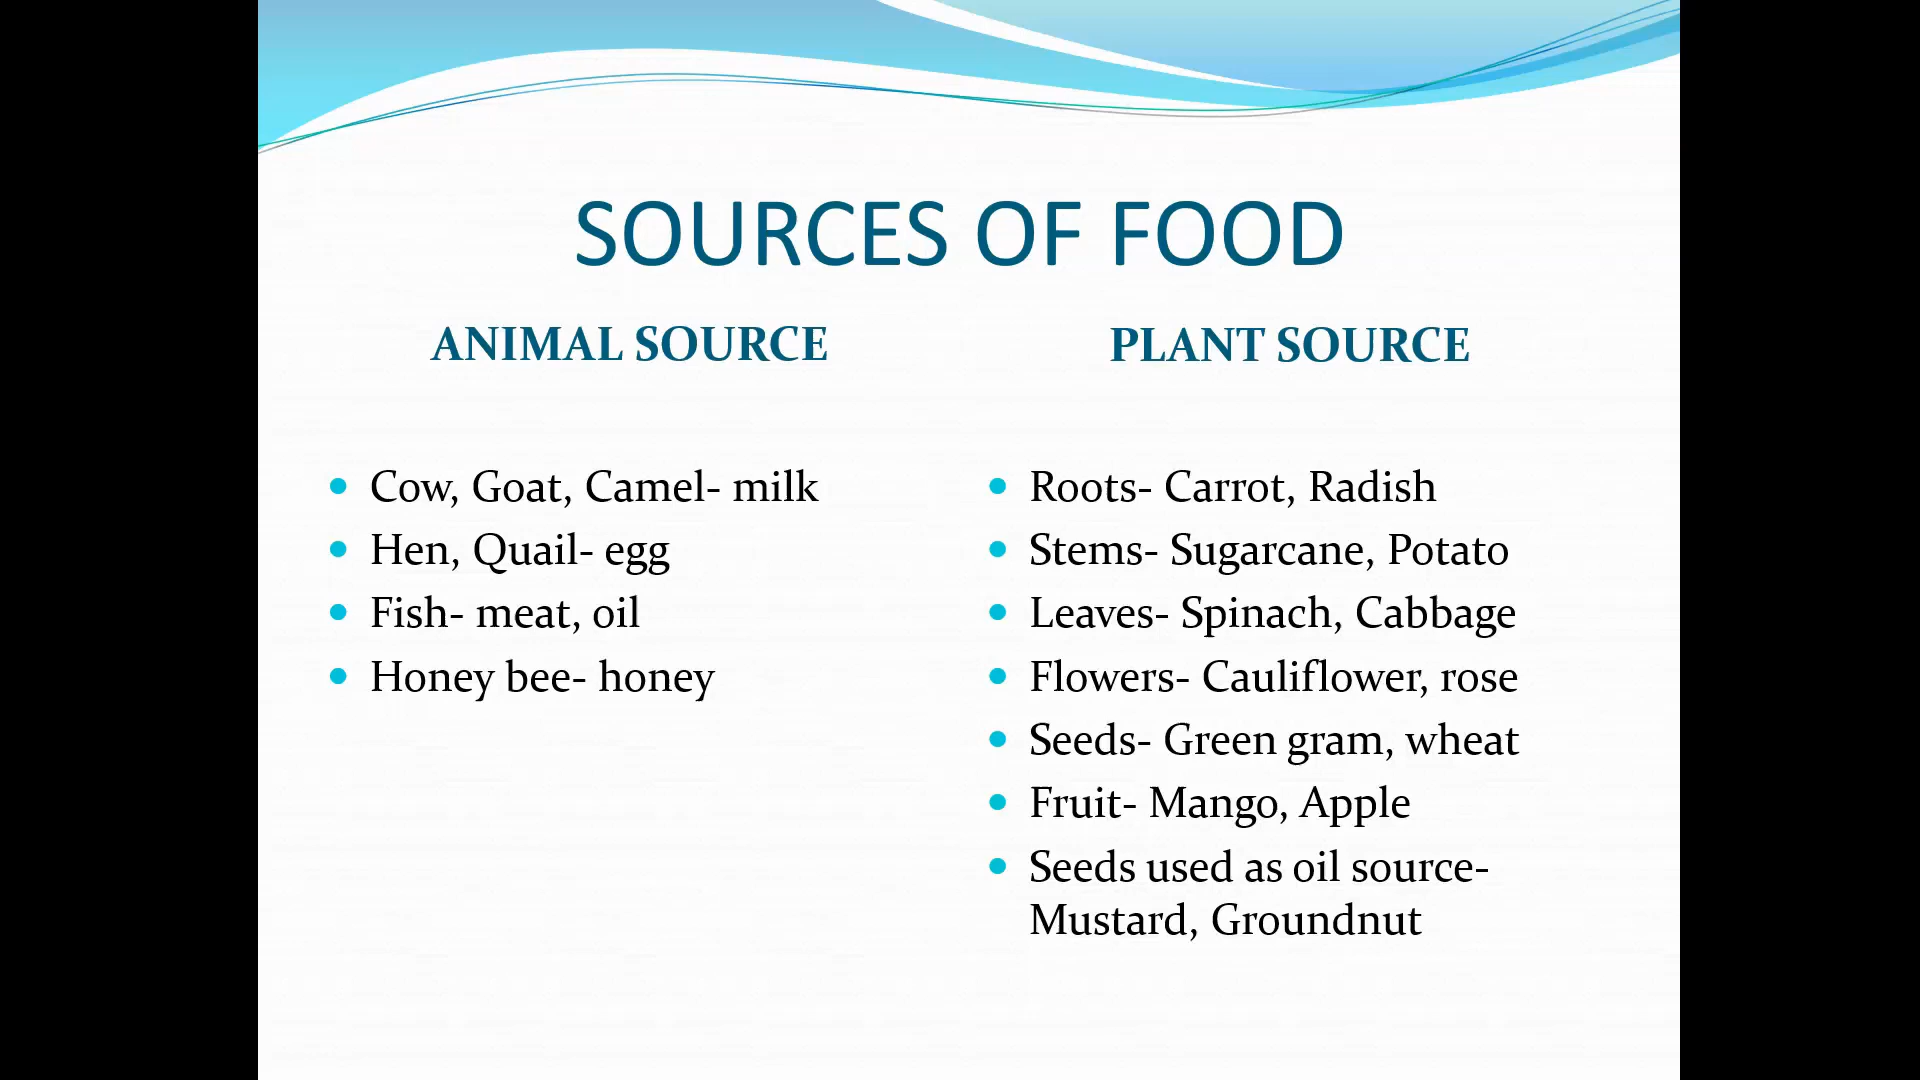 SOURCES OF FOOD
ANIMAL SOURCE
Cow, Goat, Camel- milk
Hen, Quail- egg
Fish- meat, oil
Honey bee- honey
PLANT SOURCE
Roots- Carrot, Radish
Stems- Sugarcane, Potato
Leaves- Spinach, Cabbage
Flowers- Cauliflower, rose
Seeds- Green gram, wheat
Fruit- Mango, Apple
Seeds used as oil source-
Mustard, Groundnut